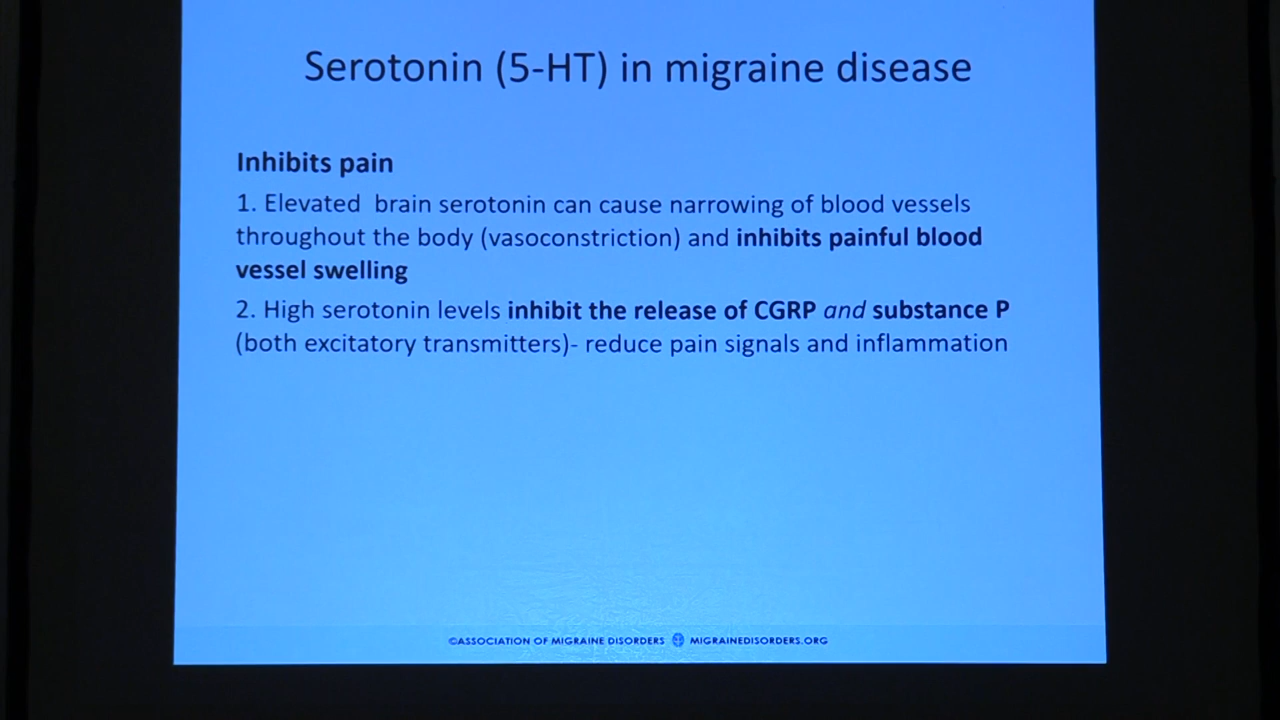 Serotonin (5-HT) in migraine disease
Inhibits pain
1. Elevated  brain serotonin can cause narrowing of blood vessels
throughout the body (vasoconstriction) and inhibits painful blood
vessel swelling
2. High serotonin levels inhibit the release of CGRP and substance P
(both excitatory transmitters)- reduce pain signals and inflammation
©ASSOCIATION OF MIGRAINE DISORDERS MIGRAINEDISORDERS.ORG